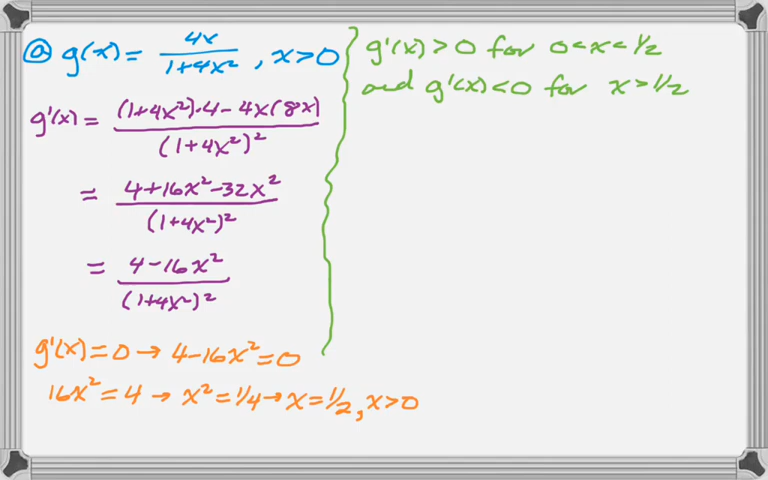 ⓐ g(x) = 4x / 1+4x² , x>0
g'(x) = (1+4x²)·4 - 4x(8x) / (1+4x²)²
= 4+16x²-32x² / (1+4x²)²
= 4-16x² / (1+4x²)²
g'(x) = 0 → 4-16x² = 0
16x² = 4 → x² = 1/4 → x = 1/2, x>0
g'(x) > 0 for 0<x<1/2
and g'(x) < 0 for x > 1/2